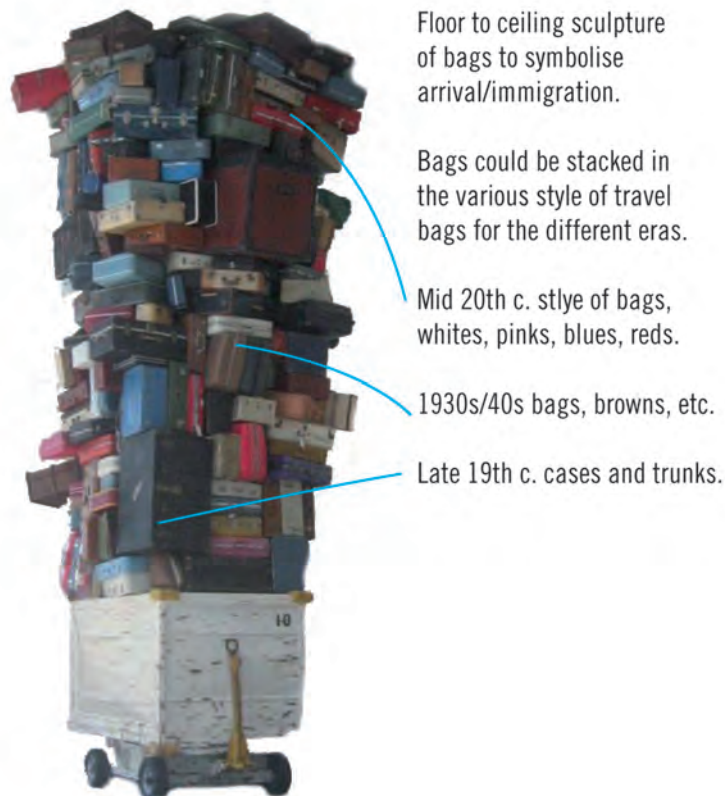 Floor to ceiling sculpture
of bags to symbolise
arrival/immigration.
Bags could be stacked in
the various style of travel
bags for the different eras.
Mid 20th c. stlye of bags,
whites, pinks, blues, reds.
1930s/40s bags, browns, etc.
Late 19th c. cases and trunks.
10